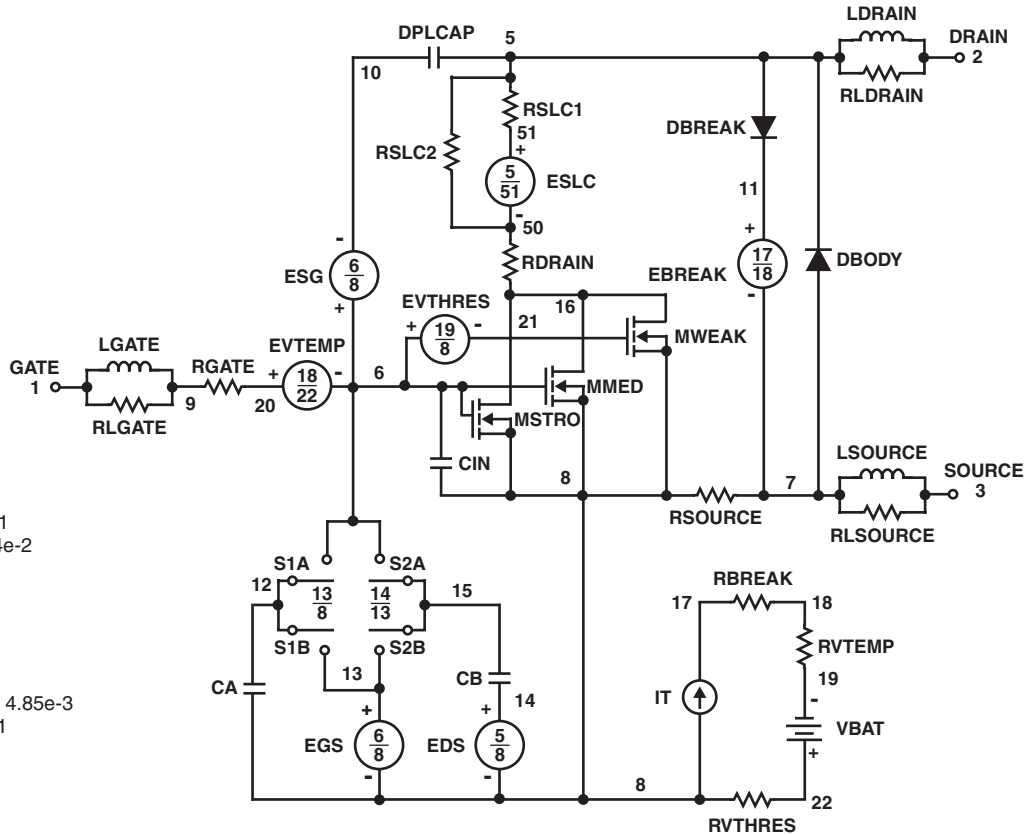 LDRAIN
DPLCAP 5 DRAIN
10 2
RSLC1 RLDRAIN
51 DBREAK
+
RSLC2 5 ESLC
51
11
-
50
- +
RDRAIN 17 DBODY
ESG 6 EBREAK 18
8
EVTHRES 16 -
+ + 19 - 21 MWEAK
LGATE EVTEMP 8
GATE RGATE + 18 - 6
1 22 MMED
9 20
RLGATE MSTRO
LSOURCE
CIN 8 7 SOURCE
3
1 RSOURCE
4e-2 RLSOURCE
S1A S2A
12 13 14 15 RBREAK
8 13 17 18
S1B S2B RVTEMP
13 CB 19
CA 14 IT -
4.85e-3 + + VBAT
1 EGS 6 EDS 5
8 8 +
- - 8
22
RVTHRES